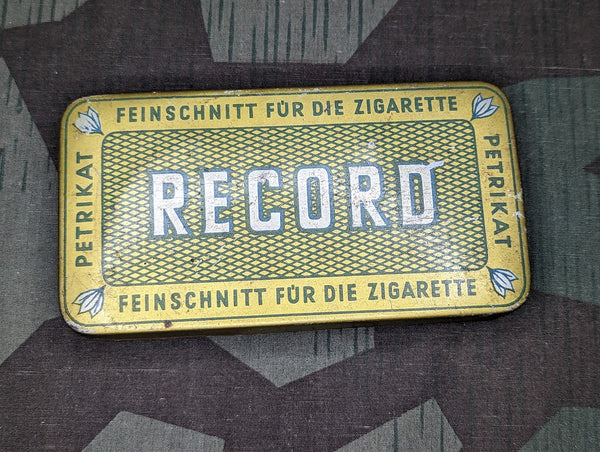 FEINSCHNITT FÜR DIE ZIGARETTE
PETRIKAT
RECORD
PETRIKAT
FEINSCHNITT FÜR DIE ZIGARETTE